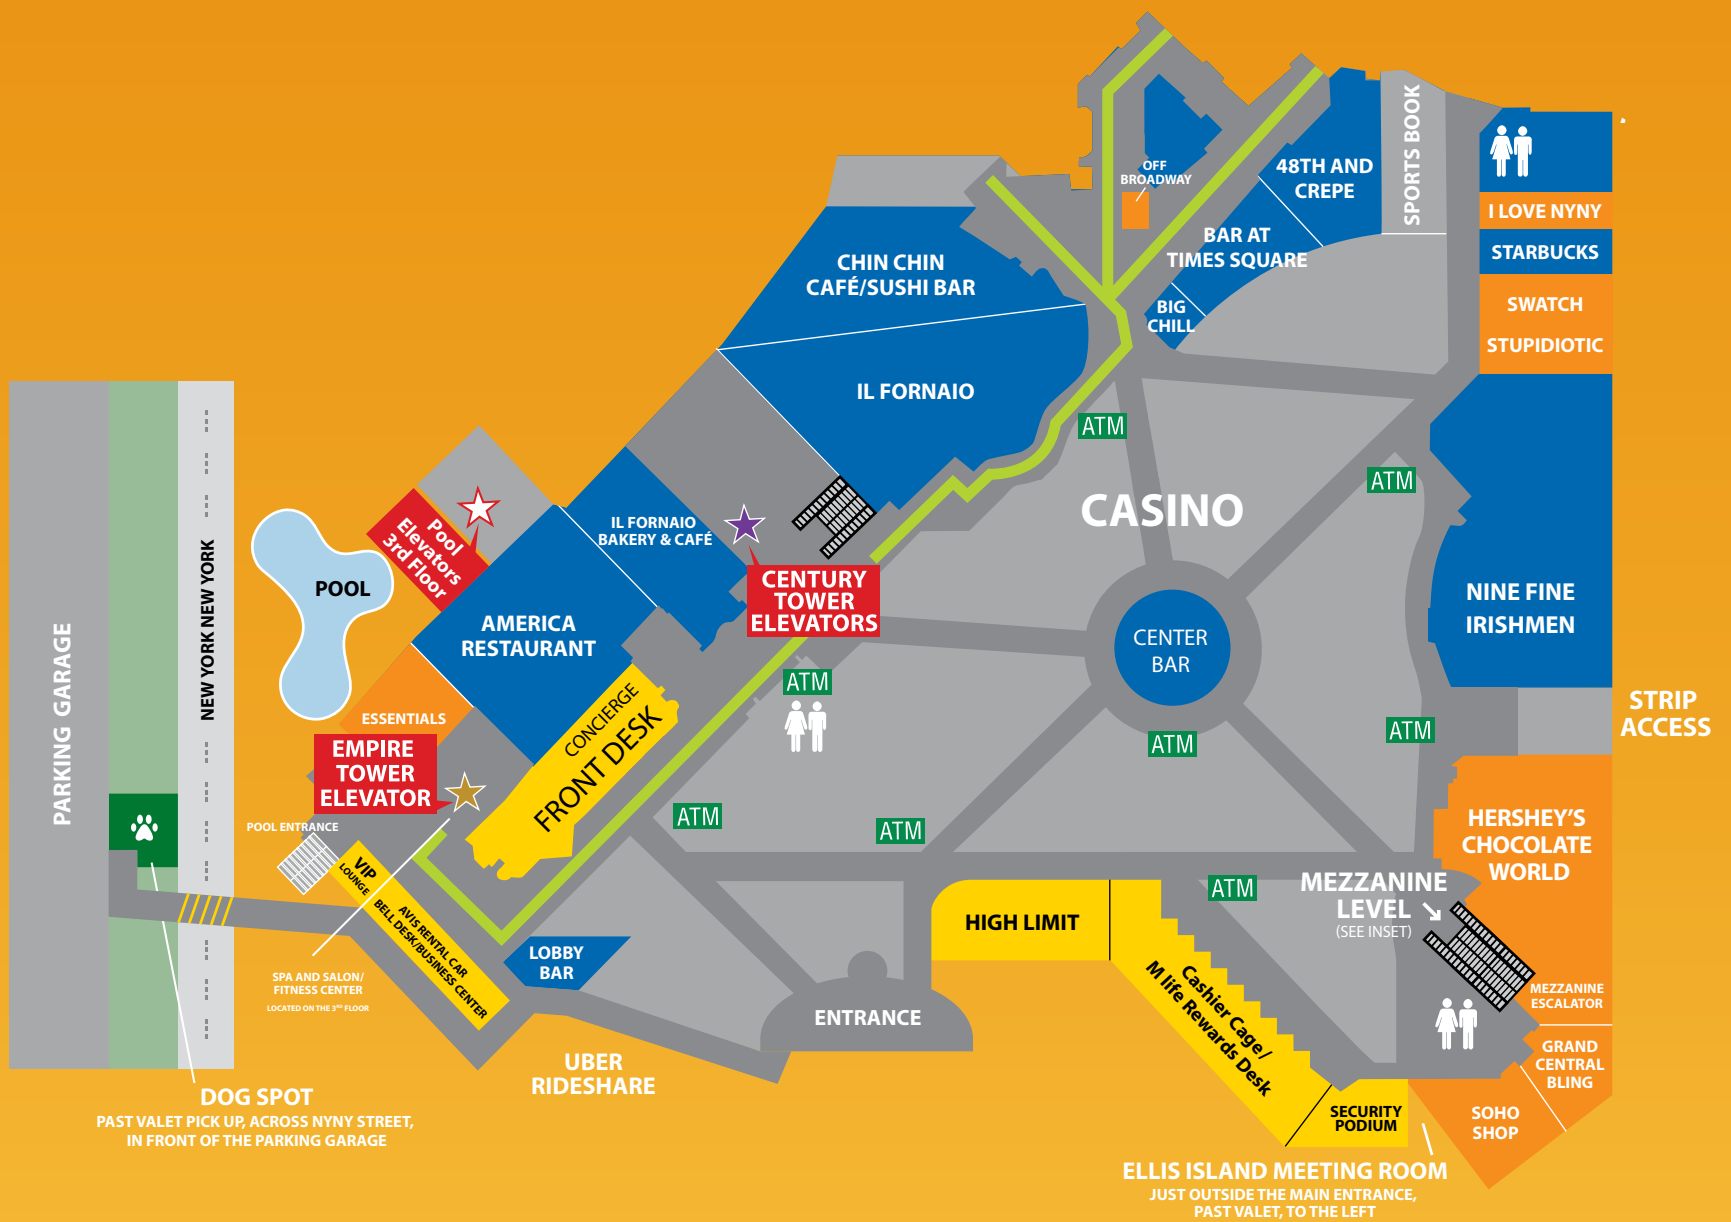 OFF
BROADWAY
48TH AND
CREPE
SPORTS BOOK
I LOVE NYNY
STARBUCKS
SWATCH
STUPIDIOTIC
BAR AT
TIMES SQUARE
BIG
CHILL
CHIN CHIN
CAFÉ/SUSHI BAR
IL FORNAIO
ATM
ATM
CASINO
IL FORNAIO
BAKERY & CAFÉ
Pool
Elevators
3rd Floor
POOL
CENTURY
TOWER
ELEVATORS
AMERICA
RESTAURANT
NINE FINE
IRISHMEN
CENTER
BAR
PARKING GARAGE
NEW YORK NEW YORK
ATM
CONCIERGE
FRONT DESK
ESSENTIALS
EMPIRE
TOWER
ELEVATOR
ATM
ATM
STRIP
ACCESS
POOL ENTRANCE
ATM
ATM
HERSHEY'S
CHOCOLATE
WORLD
VIP
LOUNGE
AVIS RENTAL CAR
BELL DESK/BUSINESS CENTER
HIGH LIMIT
ATM
MEZZANINE
LEVEL
(SEE INSET)
LOBBY
BAR
SPA AND SALON/
FITNESS CENTER
LOCATED ON THE 3RD FLOOR
Cashier Cage/
M life Rewards Desk
MEZZANINE
ESCALATOR
ENTRANCE
GRAND
CENTRAL
BLING
UBER
RIDESHARE
SECURITY
PODIUM
SOHO
SHOP
DOG SPOT
PAST VALET PICK UP, ACROSS NYNY STREET,
IN FRONT OF THE PARKING GARAGE
ELLIS ISLAND MEETING ROOM
JUST OUTSIDE THE MAIN ENTRANCE,
PAST VALET, TO THE LEFT